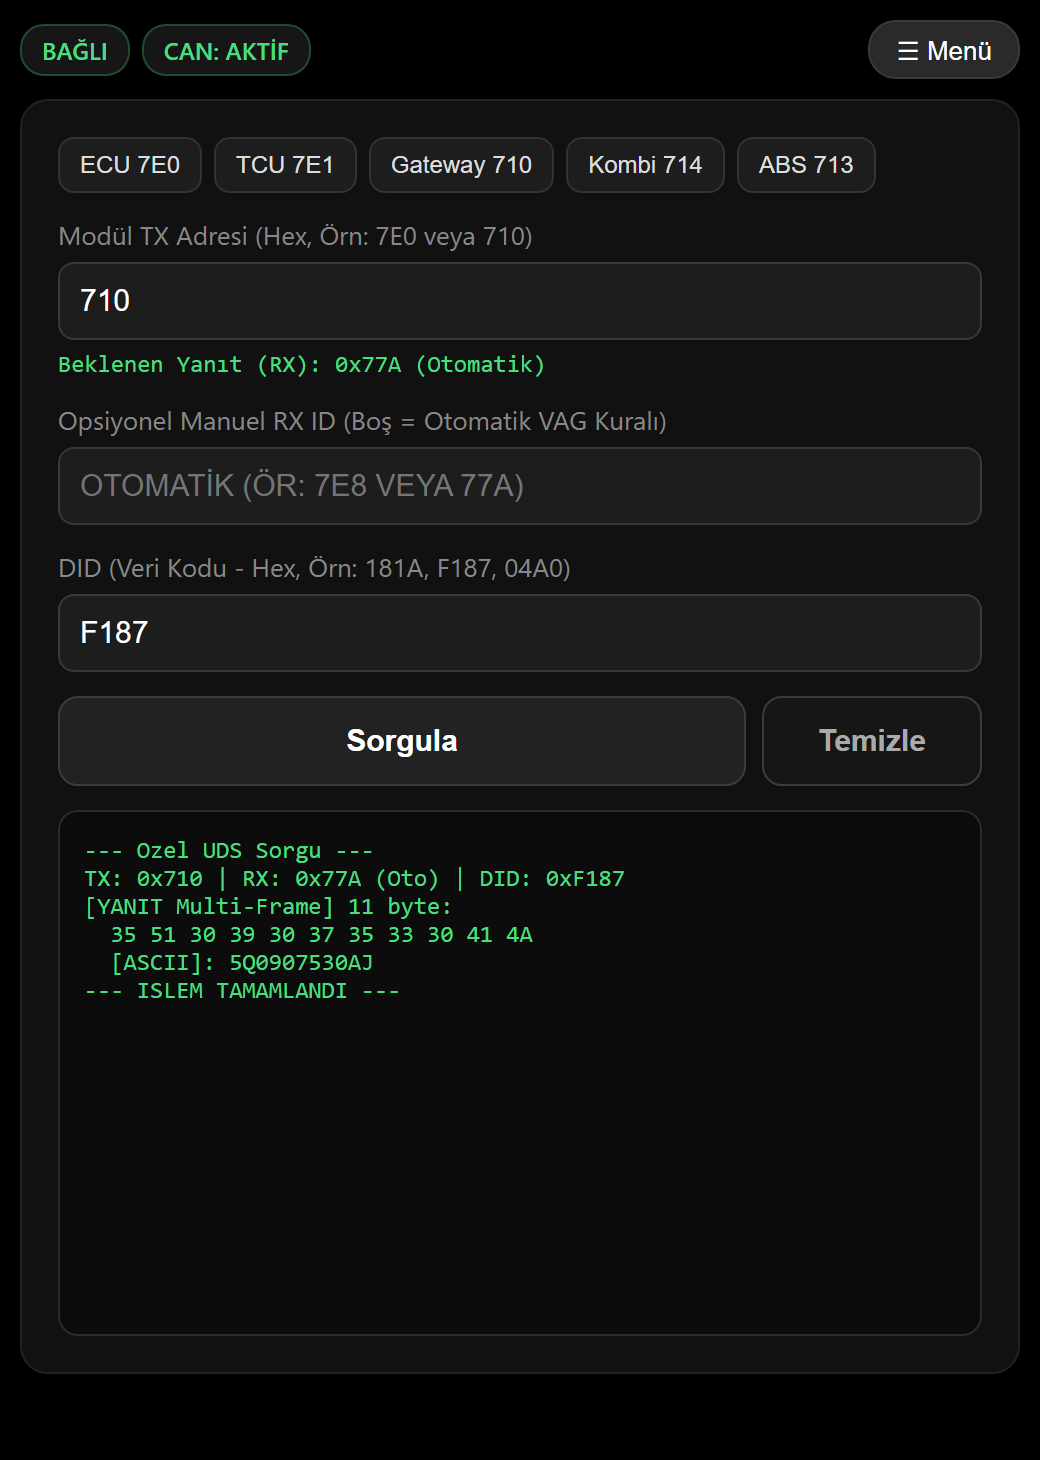 BAĞLI
CAN: AKTİF
☰ Menü
ECU 7E0
TCU 7E1
Gateway 710
Kombi 714
ABS 713
Modül TX Adresi (Hex, Örn: 7E0 veya 710)
710
Beklenen Yanıt (RX): 0x77A (Otomatik)
Opsiyonel Manuel RX ID (Boş = Otomatik VAG Kuralı)
OTOMATİK (ÖR: 7E8 VEYA 77A)
DID (Veri Kodu - Hex, Örn: 181A, F187, 04A0)
F187
Sorgula
Temizle
--- Ozel UDS Sorgu ---
TX: 0x710 | RX: 0x77A (Oto) | DID: 0xF187
[YANIT Multi-Frame] 11 byte:
35 51 30 39 30 37 35 33 30 41 4A
[ASCII]: 5Q0907530AJ
--- ISLEM TAMAMLANDI ---